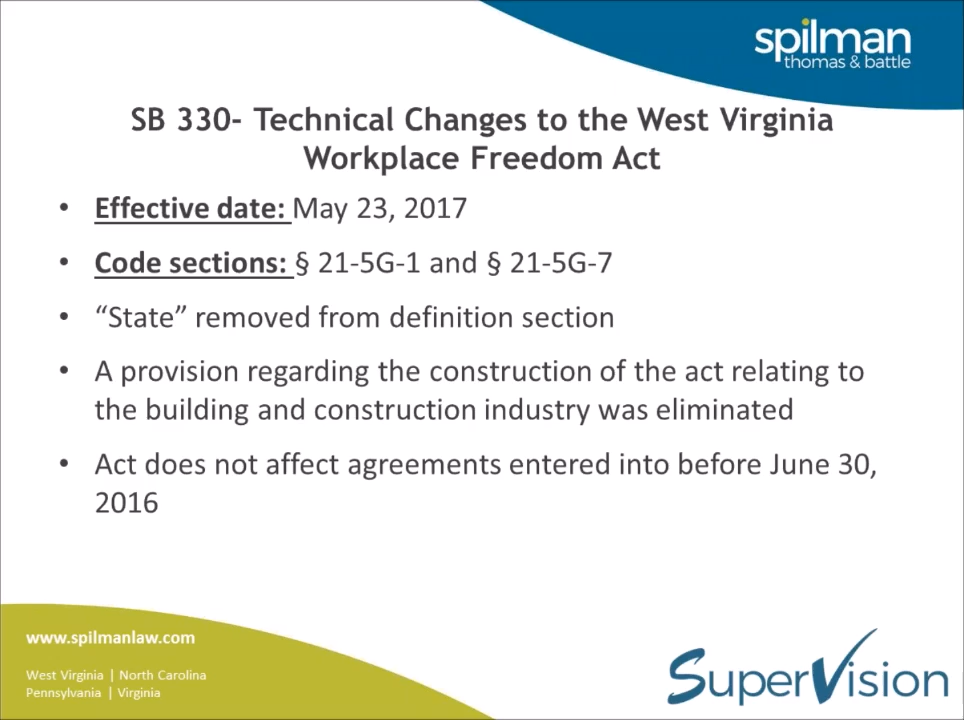 spilman
thomas & battle
SB 330- Technical Changes to the West Virginia
Workplace Freedom Act
• Effective date: May 23, 2017
• Code sections: § 21-5G-1 and § 21-5G-7
• “State” removed from definition section
• A provision regarding the construction of the act relating to
the building and construction industry was eliminated
• Act does not affect agreements entered into before June 30,
2016
www.spilmanlaw.com
West Virginia | North Carolina
Pennsylvania | Virginia
SuperVision